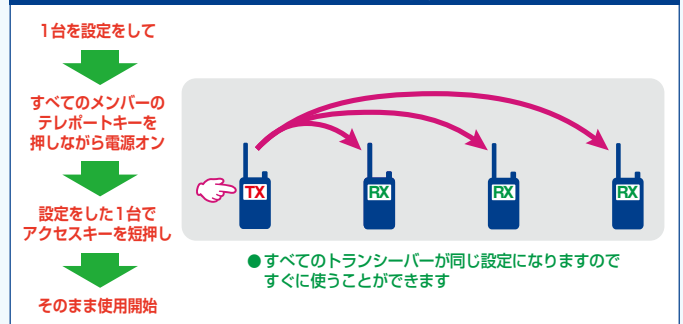 1台を設定をして
すべてのメンバーの
テレポートキーを
押しながら電源オン
設定をした1台で
アクセスキーを短押し
そのまま使用開始
TX
RX
RX
RX
●すべてのトランシーバーが同じ設定になりますので
すぐに使うことができます